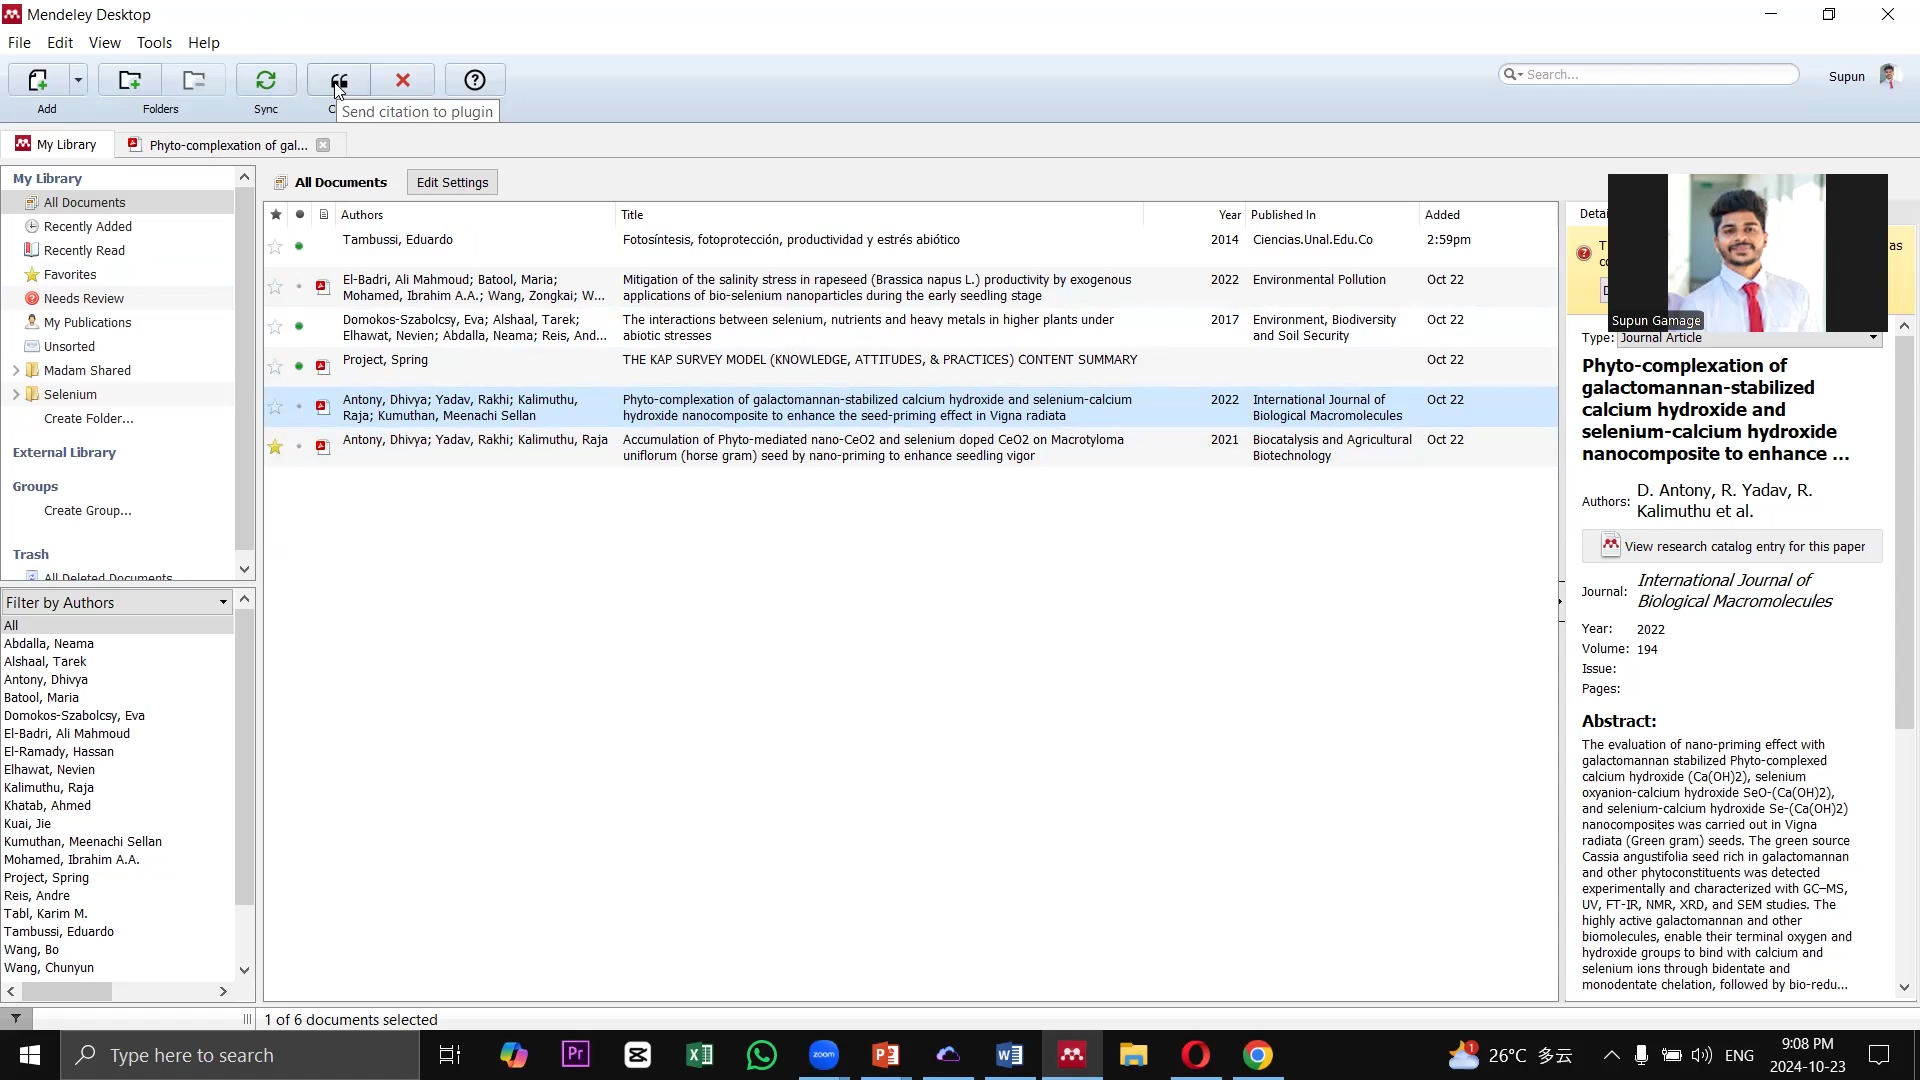 Mendeley Desktop
File Edit View Tools Help
Search...
Supun
Add
Folders
Sync
Send citation to plugin
My Library
Phyto-complexation of gal...
My Library
All Documents
Recently Added
Recently Read
Favorites
Needs Review
My Publications
Unsorted
Madam Shared
Selenium
Create Folder...
External Library
Groups
Create Group...
Trash
All Deleted Documents
Filter by Authors
All
Abdalla, Neama
Alshaal, Tarek
Antony, Dhivya
Batool, Maria
Domokos-Szabolcsy, Eva
El-Badri, Ali Mahmoud
El-Ramady, Hassan
Elhawat, Nevien
Kalimuthu, Raja
Khatab, Ahmed
Kuai, Jie
Kumuthan, Meenachi Sellan
Mohamed, Ibrahim A.A.
Project, Spring
Reis, Andre
Tabl, Karim M.
Tambussi, Eduardo
Wang, Bo
Wang, Chunyun
All Documents
Edit Settings
Authors Title Year Published In Added
Tambussi, Eduardo Fotosíntesis, fotoprotección, productividad y estrés abiótico 2014 Ciencias.Unal.Edu.Co 2:59pm
El-Badri, Ali Mahmoud; Batool, Maria; Mitigation of the salinity stress in rapeseed (Brassica napus L.) productivity by exogenous 2022 Environmental Pollution Oct 22
Mohamed, Ibrahim A.A.; Wang, Zongkai; W... applications of bio-selenium nanoparticles during the early seedling stage
Domokos-Szabolcsy, Eva; Alshaal, Tarek; The interactions between selenium, nutrients and heavy metals in higher plants under 2017 Environment, Biodiversity Oct 22
Elhawat, Nevien; Abdalla, Neama; Reis, And... abiotic stresses and Soil Security
Project, Spring THE KAP SURVEY MODEL (KNOWLEDGE, ATTITUDES, & PRACTICES) CONTENT SUMMARY Oct 22
Antony, Dhivya; Yadav, Rakhi; Kalimuthu, Phyto-complexation of galactomannan-stabilized calcium hydroxide and selenium-calcium 2022 International Journal of Oct 22
Raja; Kumuthan, Meenachi Sellan hydroxide nanocomposite to enhance the seed-priming effect in Vigna radiata Biological Macromolecules
Antony, Dhivya; Yadav, Rakhi; Kalimuthu, Raja Accumulation of Phyto-mediated nano-CeO2 and selenium doped CeO2 on Macrotyloma 2021 Biocatalysis and Agricultural Oct 22
uniflorum (horse gram) seed by nano-priming to enhance seedling vigor Biotechnology
Supun Gamage
Type: Journal Article
Phyto-complexation of
galactomannan-stabilized
calcium hydroxide and
selenium-calcium hydroxide
nanocomposite to enhance ...
Authors: D. Antony, R. Yadav, R.
Kalimuthu et al.
View research catalog entry for this paper
Journal: International Journal of
Biological Macromolecules
Year: 2022
Volume: 194
Issue:
Pages:
Abstract:
The evaluation of nano-priming effect with
galactomannan stabilized Phyto-complexed
calcium hydroxide (Ca(OH)2), selenium
oxyanion-calcium hydroxide SeO-(Ca(OH)2),
and selenium-calcium hydroxide Se-(Ca(OH)2)
nanocomposites was carried out in Vigna
radiata (Green gram) seeds. The green source
Cassia angustifolia seed rich in galactomannan
and other phytoconstituents was detected
experimentally and characterized with GC–MS,
UV, FT-IR, NMR, XRD, and SEM studies. The
highly active galactomannan and other
biomolecules, enable their terminal oxygen and
hydroxide groups to bind with calcium and
selenium ions through bidentate and
monodentate chelation, followed by bio-redu...
1 of 6 documents selected
Type here to search
Pr
zoom
26°C 多云
ENG
9:08 PM
2024-10-23